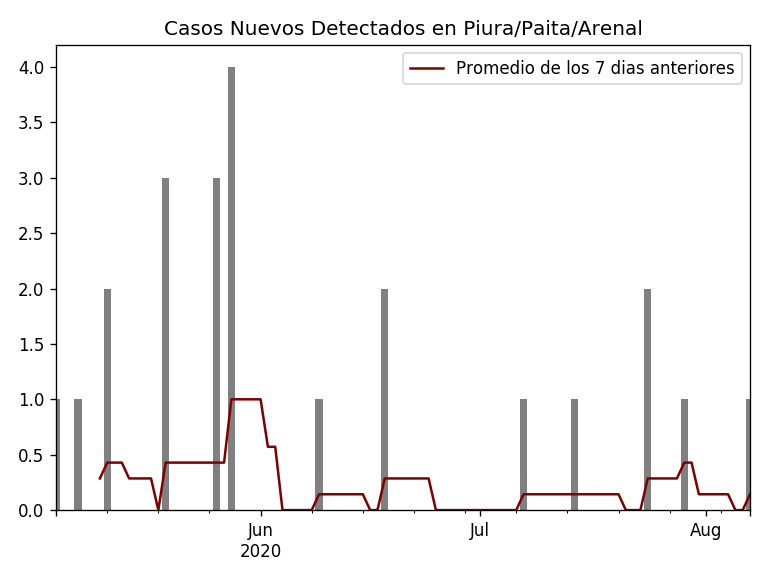 Casos Nuevos Detectados en Piura/Paita/Arenal
Promedio de los 7 dias anteriores
4.0
3.5
3.0
2.5
2.0
1.5
1.0
0.5
0.0
Jun
2020
Jul
Aug